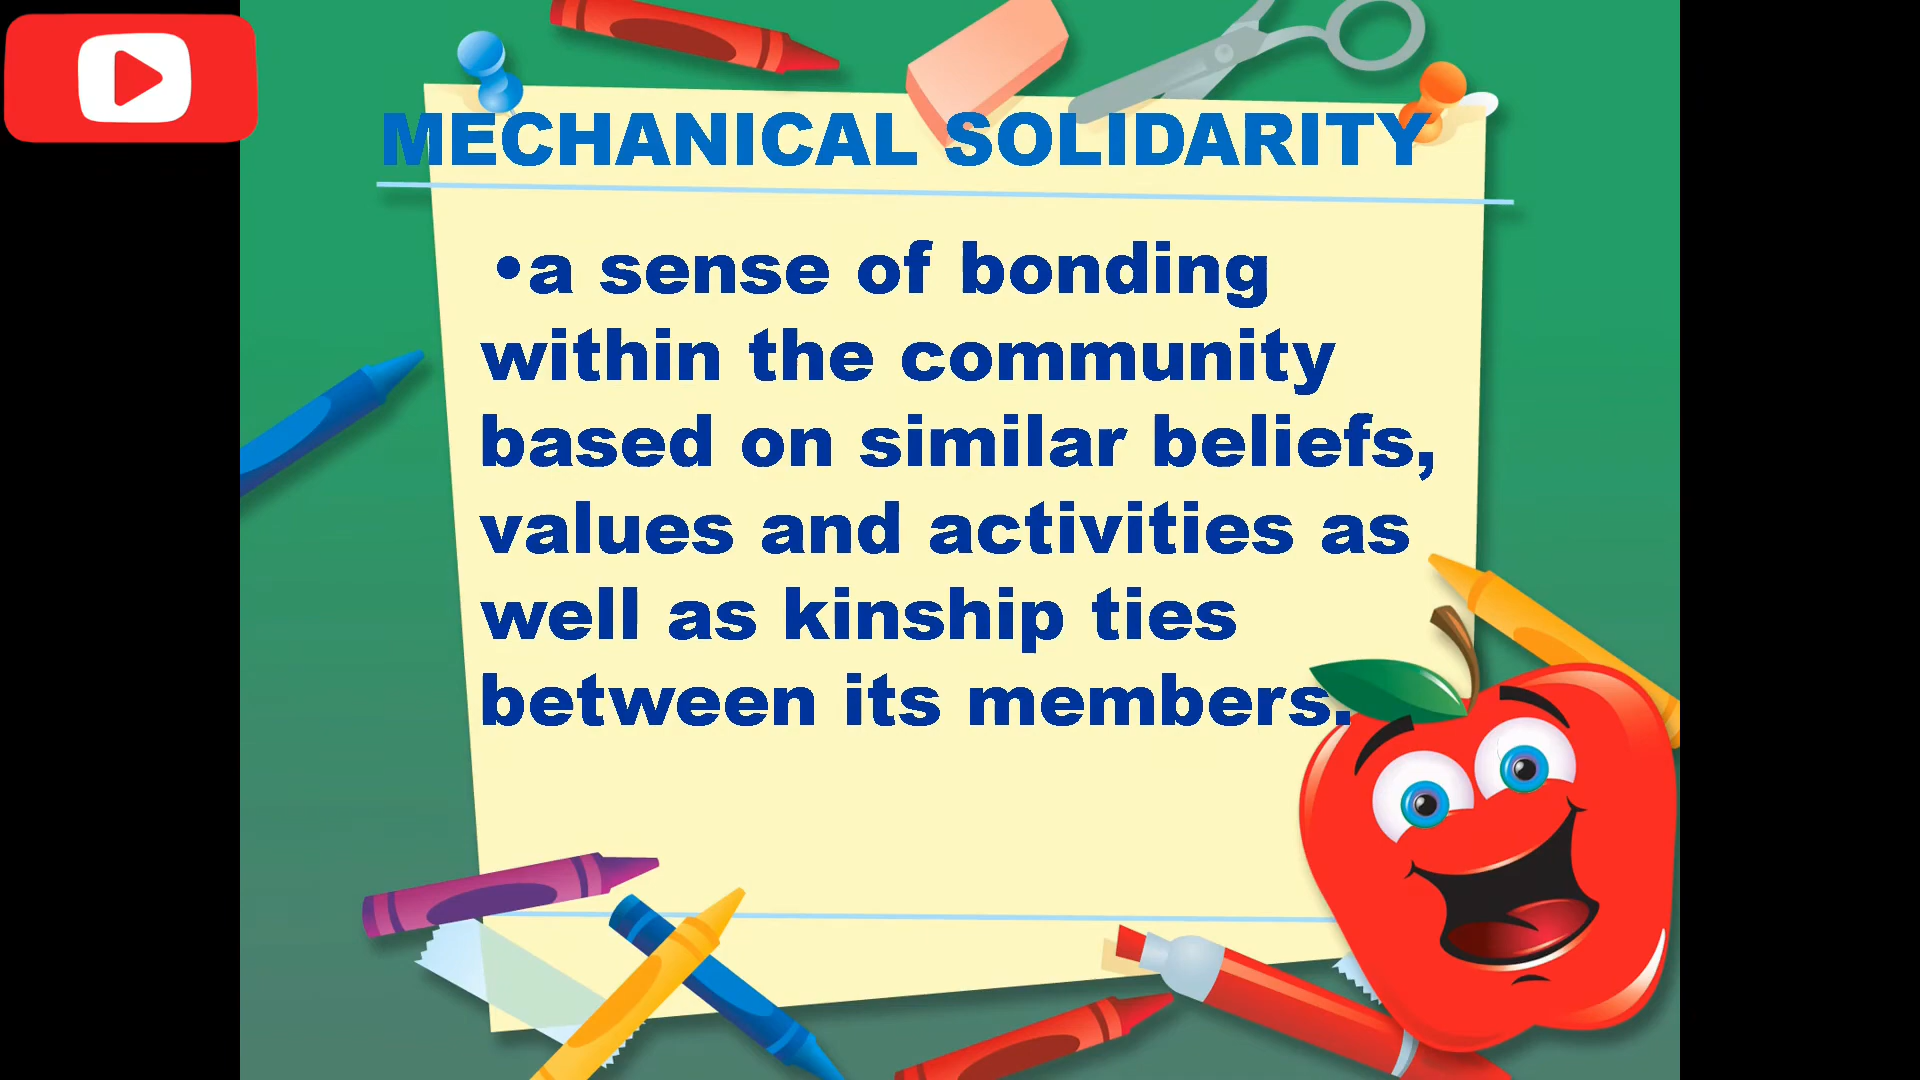 MECHANICAL SOLIDARITY
•a sense of bonding
within the community
based on similar beliefs,
values and activities as
well as kinship ties
between its members.